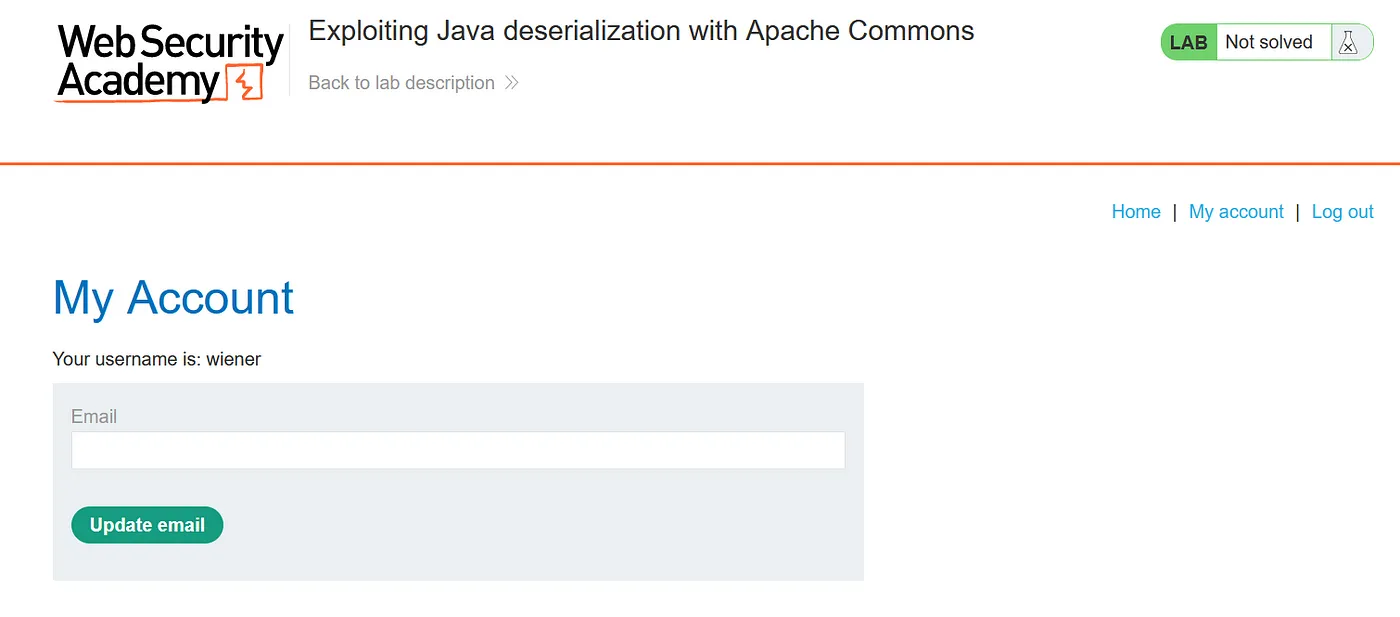 Web Security
Academy
Exploiting Java deserialization with Apache Commons
Back to lab description
LAB Not solved
Home | My account | Log out
My Account
Your username is: wiener
Email
Update email